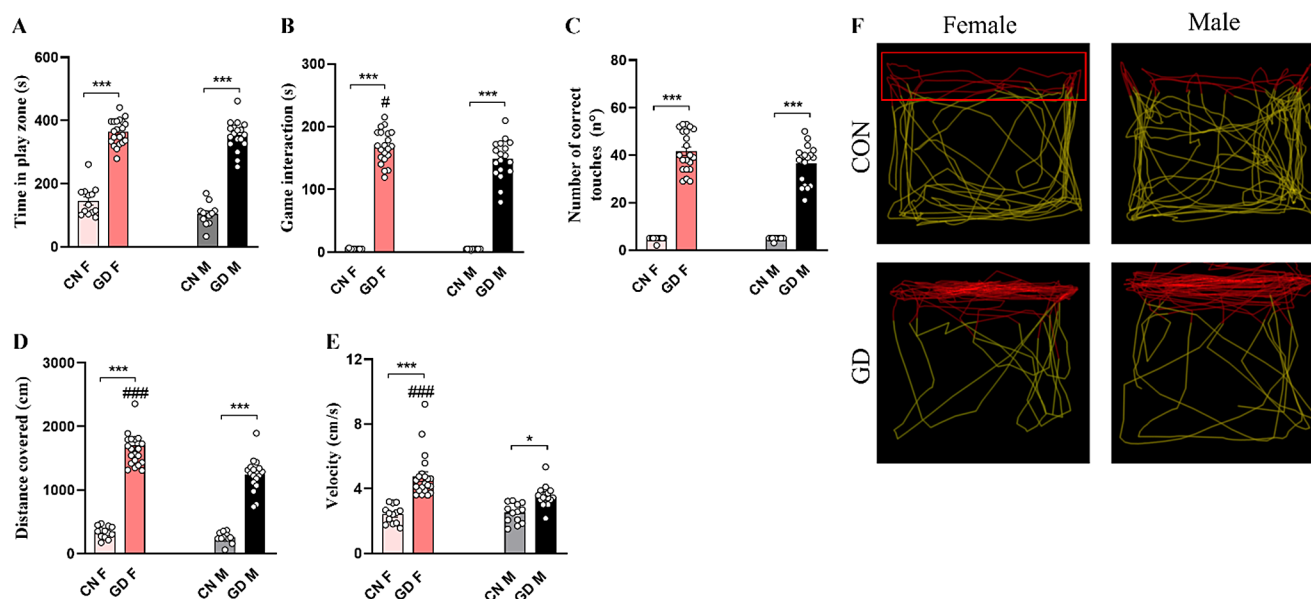 A
Time in play zone (s)
600
400
200
0
***
***
CN F
GD F
CN M
GD M
B
Game interaction (s)
300
200
100
0
***
#
***
CN F
GD F
CN M
GD M
C
Number of correct
touches (n°)
80
60
40
20
0
***
***
CN F
GD F
CN M
GD M
D
Distance covered (cm)
3000
2000
1000
0
***
###
***
CN F
GD F
CN M
GD M
E
Velocity (cm/s)
12
8
4
0
***
###
*
CN F
GD F
CN M
GD M
F
Female
Male
CON
GD